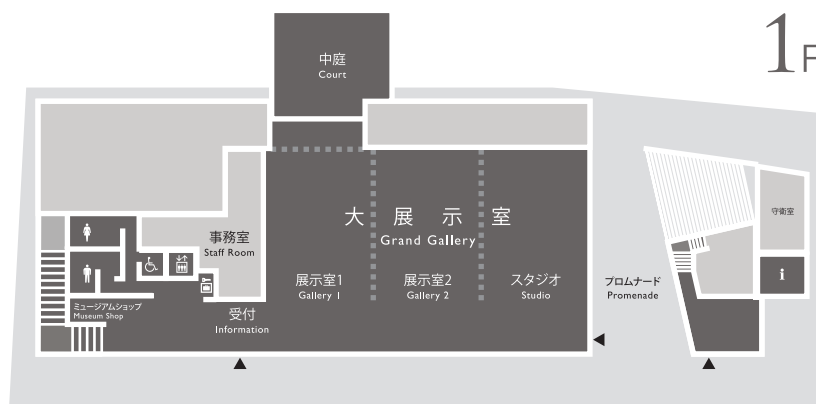 1F
中庭
Court
大展示室
Grand Gallery
守衛室
事務室
Staff Room
展示室1
Gallery 1
展示室2
Gallery 2
スタジオ
Studio
プロムナード
Promenade
i
ミュージアムショップ
Museum Shop
受付
Information